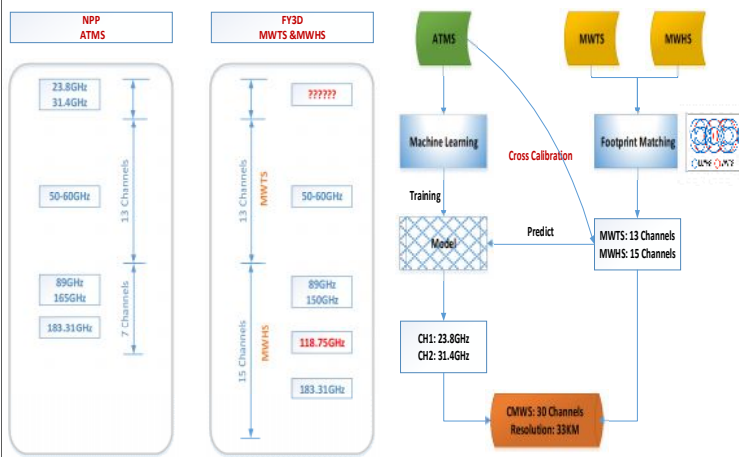 NPP
ATMS
23.8GHz
31.4GHz
50-60GHz
13 Channels
89GHz
165GHz
183.31GHz
7 Channels
FY3D
MWTS &MWHS
??????
13 Channels
MWTS
50-60GHz
15 Channels
MWHS
89GHz
150GHz
118.75GHz
183.31GHz
ATMS
MWTS
MWHS
Machine Learning
Footprint Matching
Cross Calibration
Training
Model
Predict
MWTS: 13 Channels
MWHS: 15 Channels
CH1: 23.8GHz
CH2: 31.4GHz
CMWS: 30 Channels
Resolution: 33KM